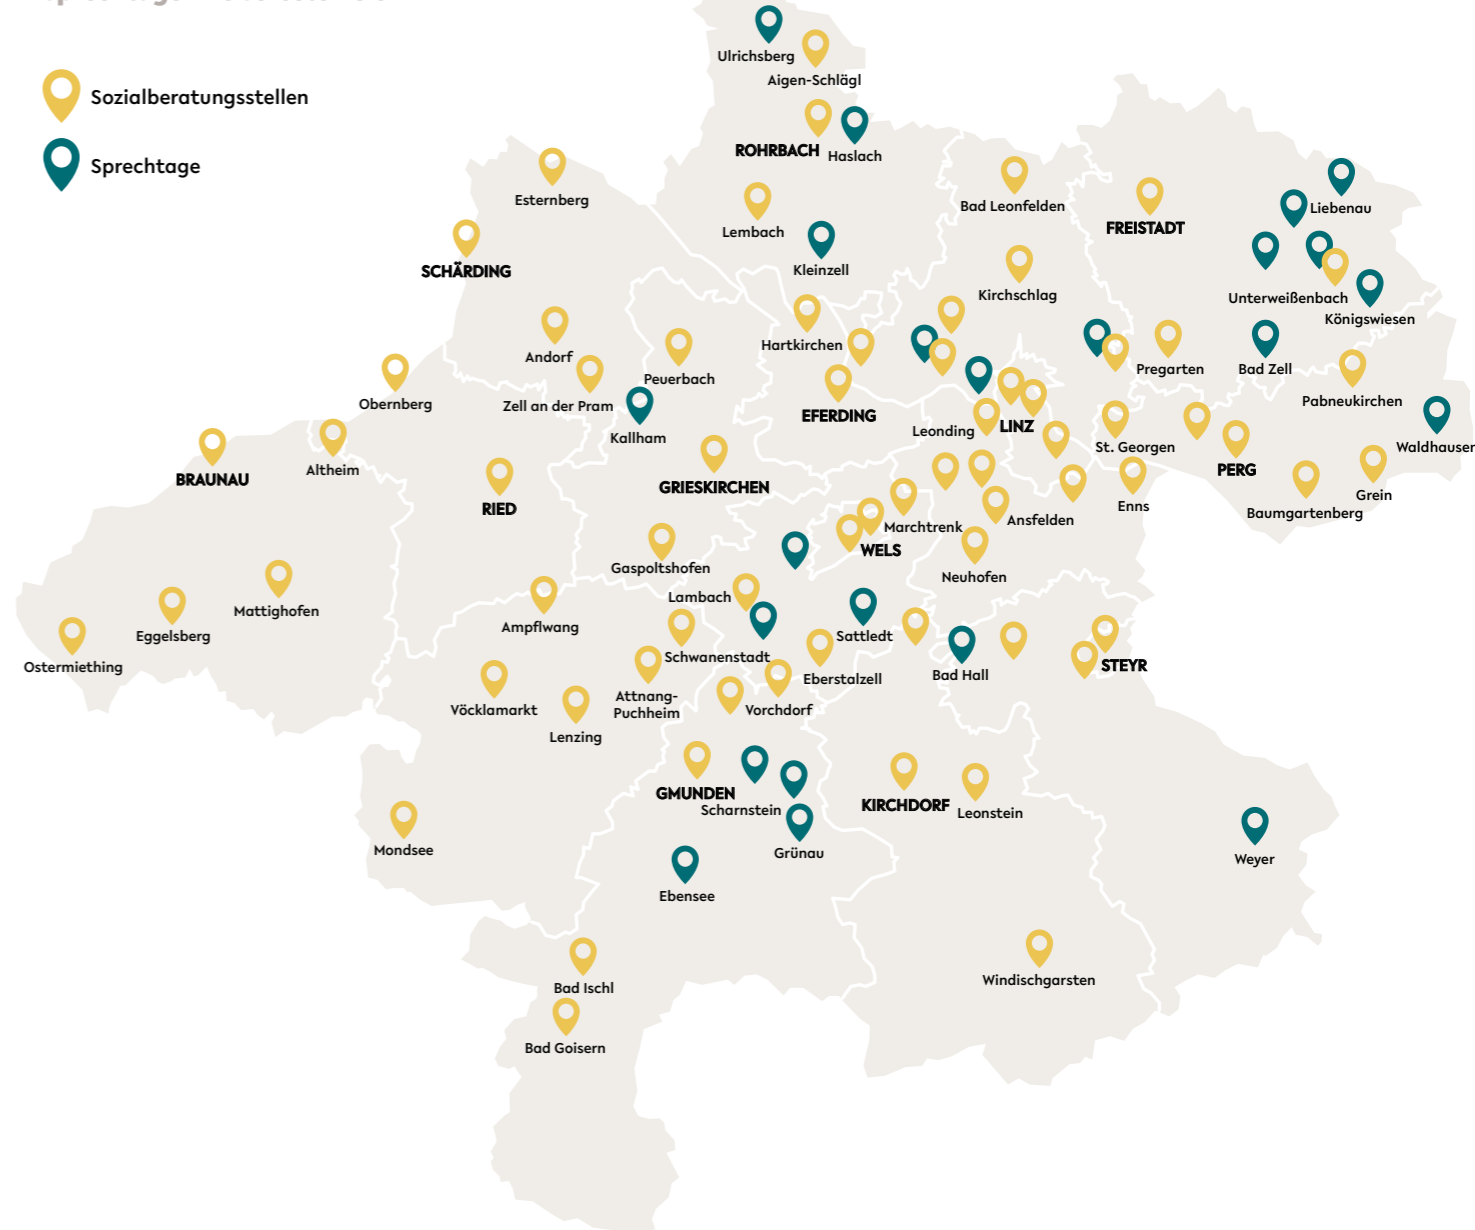 Sozialberatungsstellen
Sprechtage
Ulrichsberg
Aigen-Schlägl
ROHRBACH
Haslach
Esternberg
Bad Leonfelden
Liebenau
FREISTADT
Lembach
SCHÄRDING
Kleinzell
Kirchschlag
Unterweißenbach
Königswiesen
Hartkirchen
Andorf
Peuerbach
Pregarten
Bad Zell
Obernberg
Zell an der Pram
Pabneukirchen
EFERDING
Kallham
Leonding
LINZ
St. Georgen
Waldhausen
Altheim
BRAUNAU
GRIESKIRCHEN
PERG
RIED
Grein
Enns
Baumgartenberg
Marchtrenk
Ansfelden
WELS
Gaspoltshofen
Neuhofen
Lambach
Mattighofen
Ampflwang
Eggelsberg
Sattledt
Schwanenstadt
Ostermiething
STEYR
Eberstalzell
Bad Hall
Attnang-
Puchheim
Vöcklamarkt
Vorchdorf
Lenzing
GMUNDEN
Scharnstein
KIRCHDORF
Leonstein
Mondsee
Grünau
Weyer
Ebensee
Windischgarsten
Bad Ischl
Bad Goisern